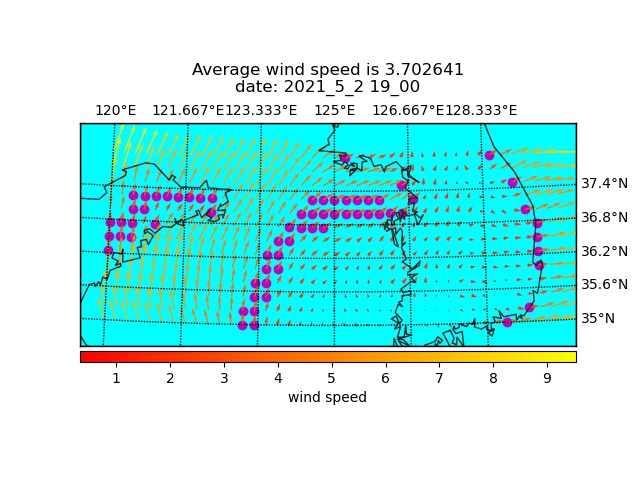 Average wind speed is 3.702641
date: 2021_5_2 19_00
120°E 121.667°E 123.333°E 125°E 126.667°E 128.333°E
37.4°N
36.8°N
36.2°N
35.6°N
35°N
1 2 3 4 5 6 7 8 9
wind speed